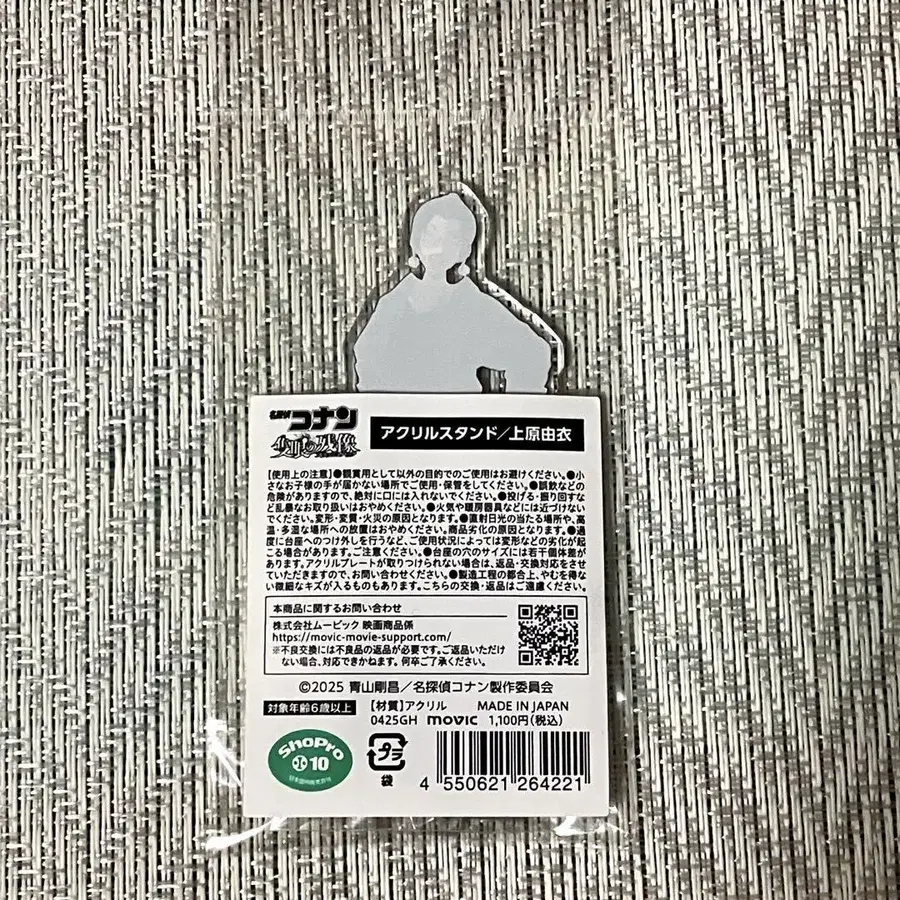 名探偵コナン
隻眼の残像
アクリルスタンド／上原由衣
【使用上の注意】●観賞用として以外の目的でのご使用はお避けください。●小
さなお子様の手が届かない場所でご使用・保管をしてください。●誤飲などの
危険がありますので、絶対に口には入れないでください。●投げる・振り回すな
ど乱暴なお取り扱いはおやめください。●火気や暖房器具などには近づけない
でください。変形・変質・火災の原因となります。●直射日光の当たる場所や、高
温・多湿な場所への放置はおやめください。商品劣化の原因となります。●過
度に台座へのつけ外しを行うなど、ご使用状況によっては変形などの劣化が起
こる場合があります。ご注意ください。●台座の穴のサイズには若干個体差が
あります。アクリルプレートが取りつけられない場合は、返品・交換対応をさせ
ていただきますので、お問い合わせください。●製造工程の都合上、やむを得な
い微細なキズが入るものもあります。こちらの交換・返品はご遠慮ください。
本商品に関するお問い合わせ
株式会社ムービック 映画商品係
https://movic-movie-support.com/
※不良交換には不良品の返品が必要です。ご返品いただけ
ない場合、対応できかねます。何卒ご了承ください。
©2025 青山剛昌／名探偵コナン製作委員会
対象年齢6歳以上
【材質】アクリル
MADE IN JAPAN
0425GH movic 1,100円(税込)
ShoPro
10
プラ
袋
4 550621 264221